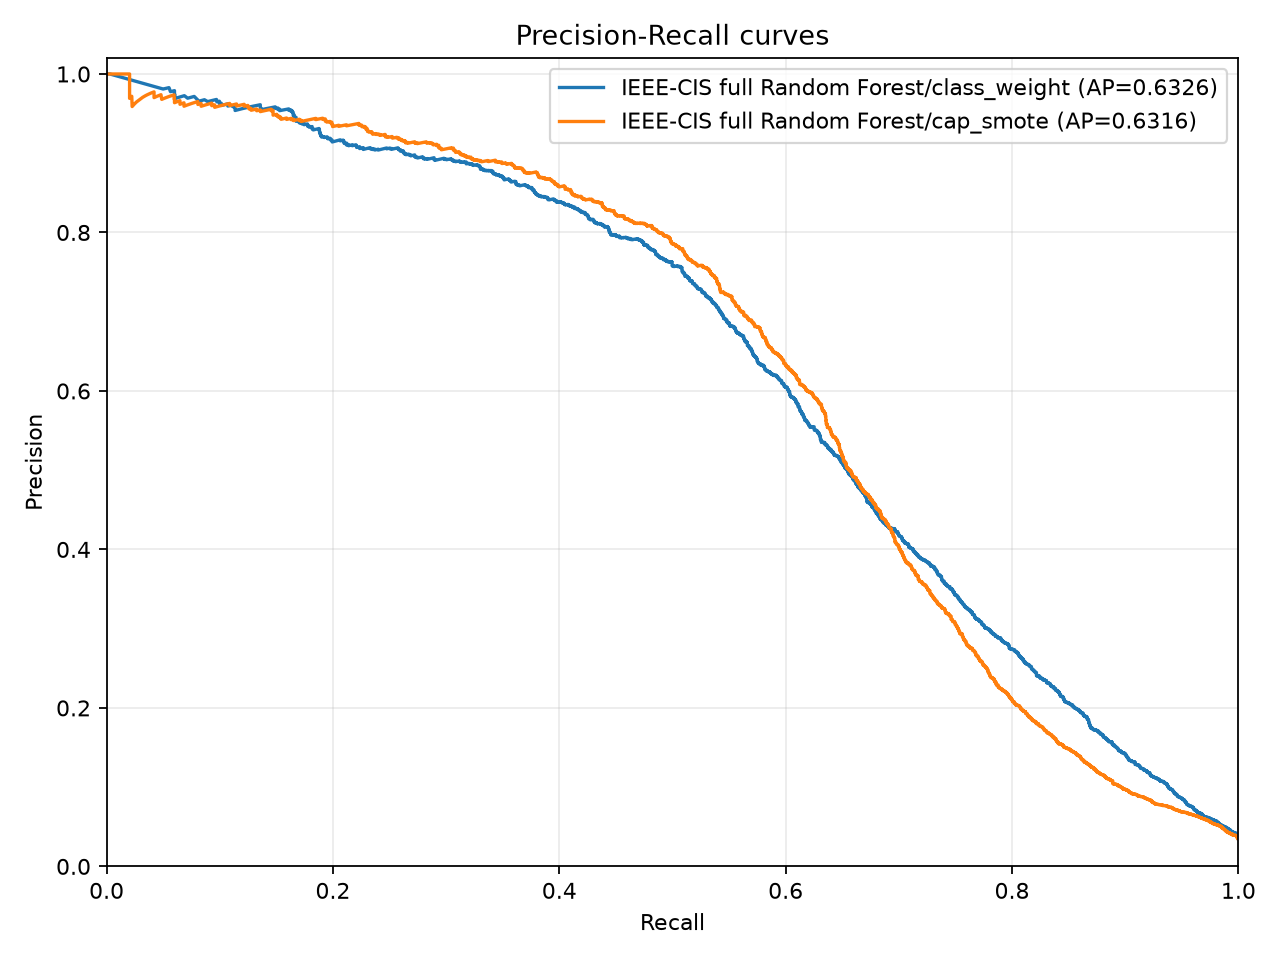 Precision-Recall curves
IEEE-CIS full Random Forest/class_weight (AP=0.6326)
IEEE-CIS full Random Forest/cap_smote (AP=0.6316)
Precision
1.0
0.8
0.6
0.4
0.2
0.0
0.0 0.2 0.4 0.6 0.8 1.0
Recall